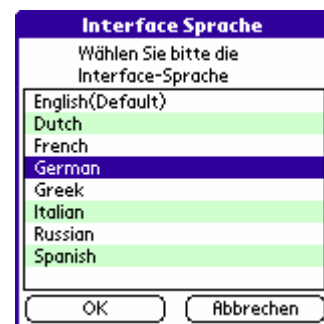 Interface Sprache
Wählen Sie bitte die
Interface-Sprache
English(Default)
Dutch
French
German
Greek
Italian
Russian
Spanish
OK Abbrechen